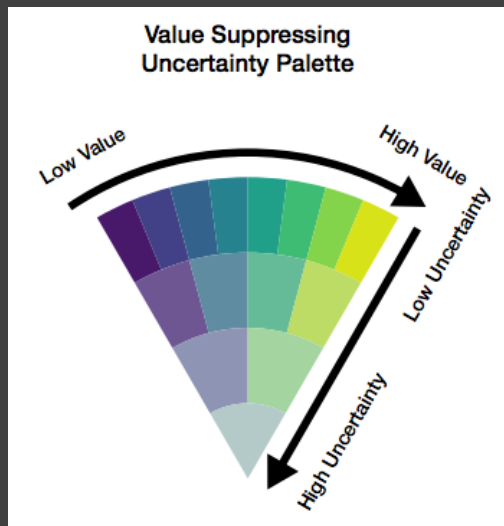 Value Suppressing
Uncertainty Palette
Low Value
High Value
Low Uncertainty
High Uncertainty